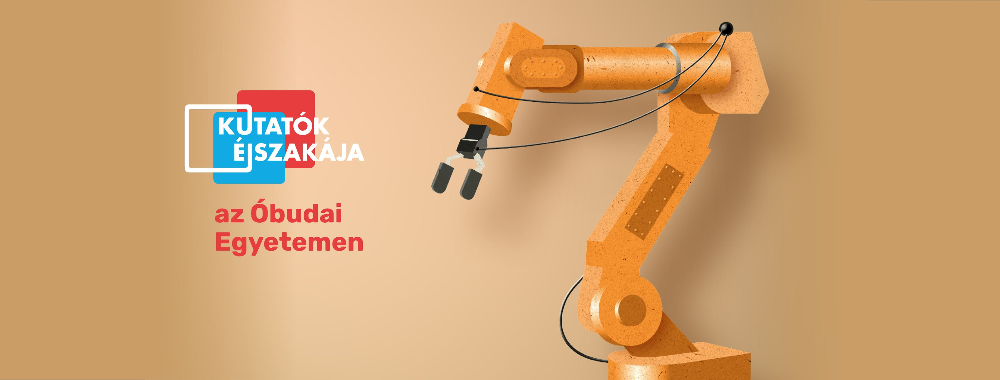 KUTATÓK
ÉJSZAKÁJA
az Óbudai
Egyetemen